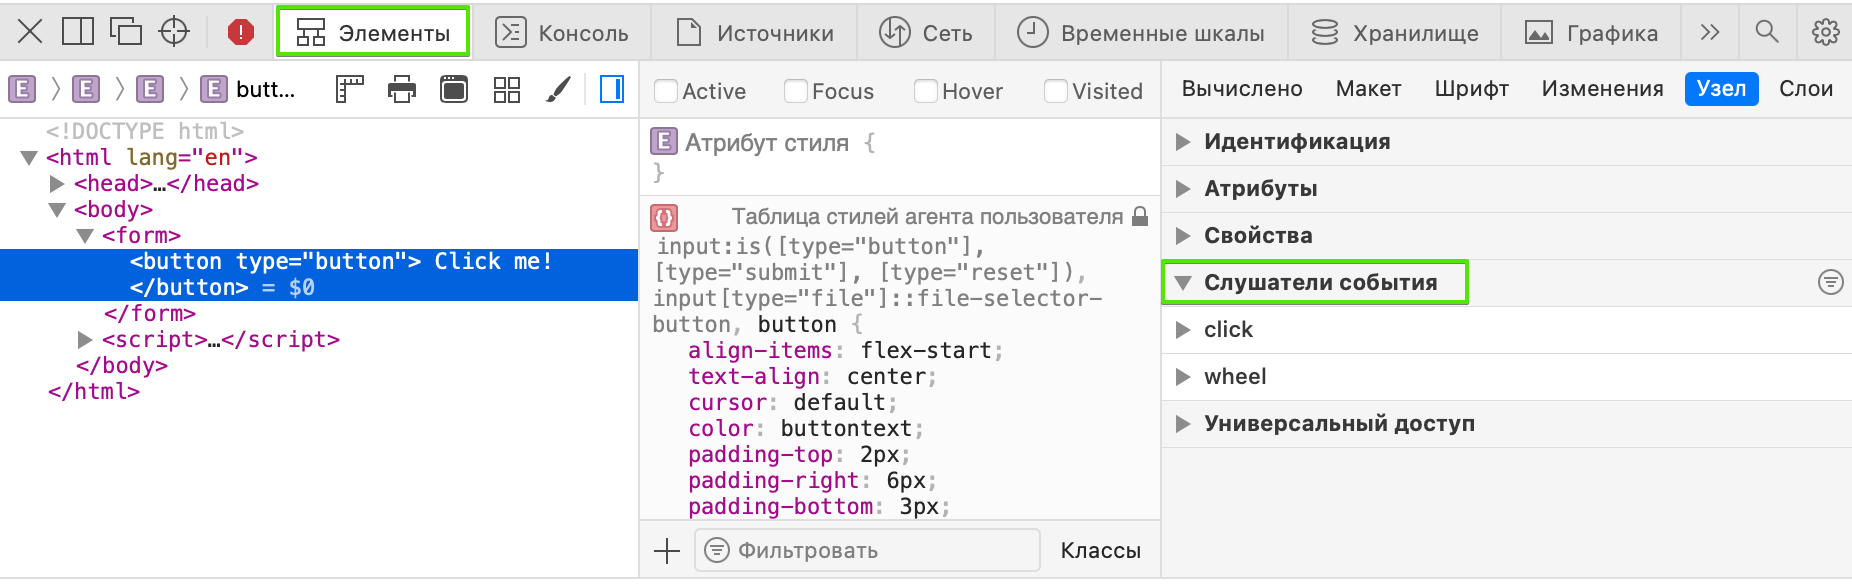 Элементы
Консоль
Источники
Сеть
Временные шкалы
Хранилище
Графика
E
E
E
E butt...
Active
Focus
Hover
Visited
Вычислено
Макет
Шрифт
Изменения
Узел
Слои
<!DOCTYPE html>
<html lang="en">
<head>…</head>
<body>
<form>
<button type="button"> Click me!
</button> = $0
</form>
<script>…</script>
</body>
</html>
E Атрибут стиля {
}
{} Таблица стилей агента пользователя
input:is([type="button"],
[type="submit"], [type="reset"]),
input[type="file"]::file-selector-
button, button {
align-items: flex-start;
text-align: center;
cursor: default;
color: buttontext;
padding-top: 2px;
padding-right: 6px;
padding-bottom: 3px;
Фильтровать
Классы
Идентификация
Атрибуты
Свойства
Слушатели события
click
wheel
Универсальный доступ